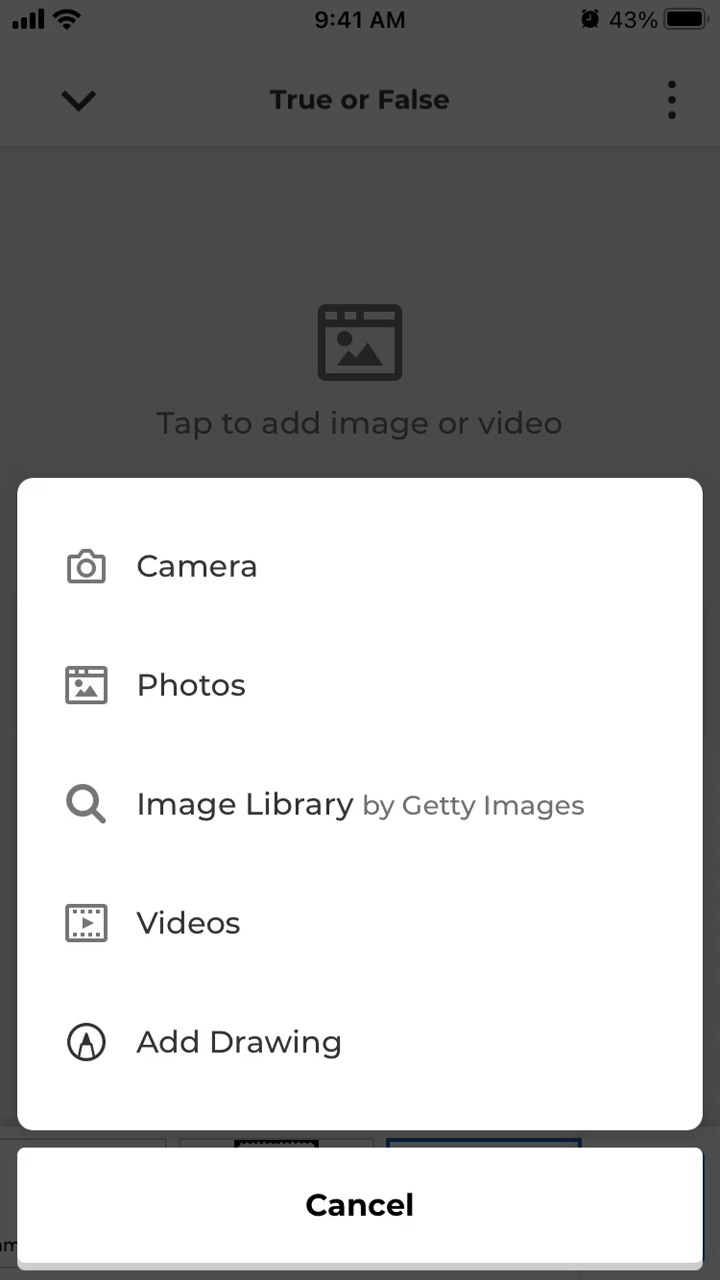 9:41 AM
43%
True or False
Tap to add image or video
Camera
Photos
Image Library by Getty Images
Videos
Add Drawing
Cancel